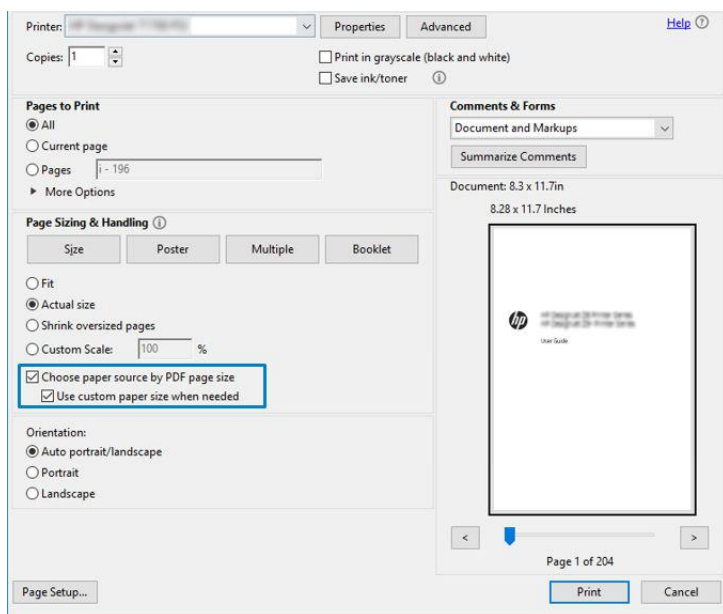 Printer: Properties Advanced Help
Copies: 1 Print in grayscale (black and white)
Save ink/toner
Pages to Print
All
Current page
Pages i - 196
More Options
Comments & Forms
Document and Markups
Summarize Comments
Page Sizing & Handling
Size Poster Multiple Booklet
Fit
Actual size
Shrink oversized pages
Custom Scale: 100 %
Choose paper source by PDF page size
Use custom paper size when needed
Orientation:
Auto portrait/landscape
Portrait
Landscape
Document: 8.3 x 11.7in
8.28 x 11.7 Inches
hp
User Guide
< >
Page 1 of 204
Page Setup... Print Cancel